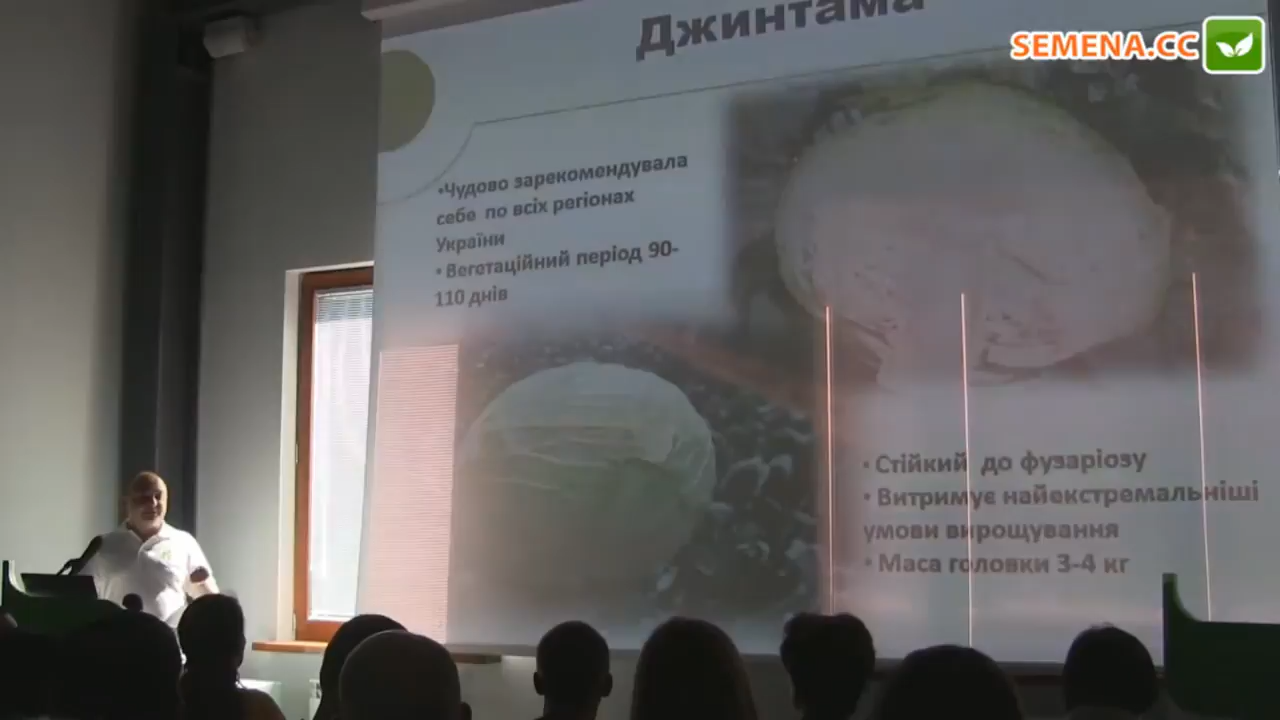 Джинтама
SEMENA.CC
•Чудово зарекомендувала
себе по всіх регіонах
України
•Вегетаційний період 90-
110 днів
•Стійкий до фузаріозу
•Витримує найекстремальніші
умови вирощування
•Маса головки 3-4 кг